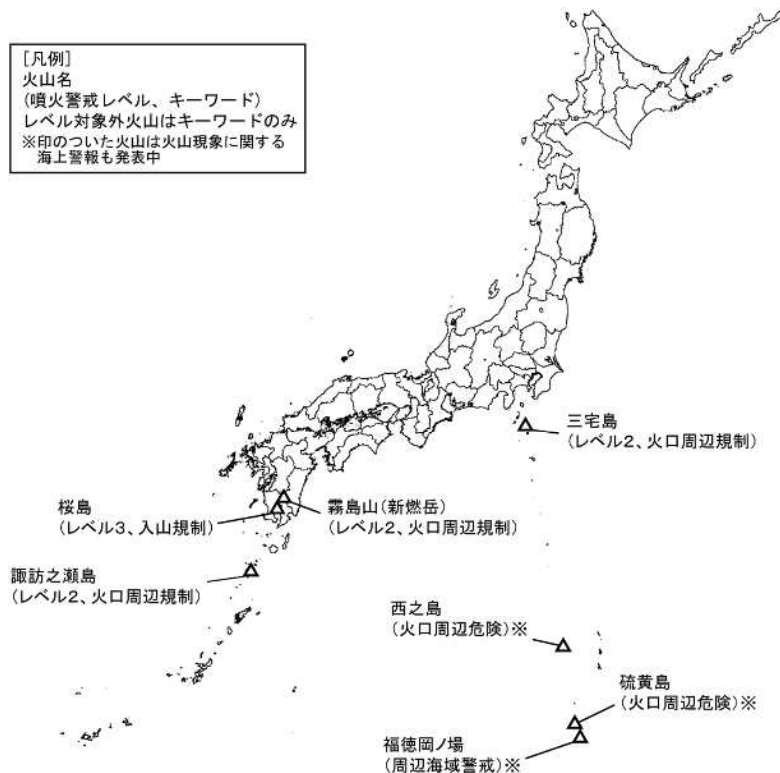 [凡例]
火山名
(噴火警戒レベル、キーワード)
レベル対象外火山はキーワードのみ
※印のついた火山は火山現象に関する
海上警報も発表中
三宅島
(レベル2、火口周辺規制)
桜島
(レベル3、入山規制)
霧島山(新燃岳)
(レベル2、火口周辺規制)
諏訪之瀬島
(レベル2、火口周辺規制)
西之島
(火口周辺危険)※
硫黄島
(火口周辺危険)※
福徳岡ノ場
(周辺海域警戒)※